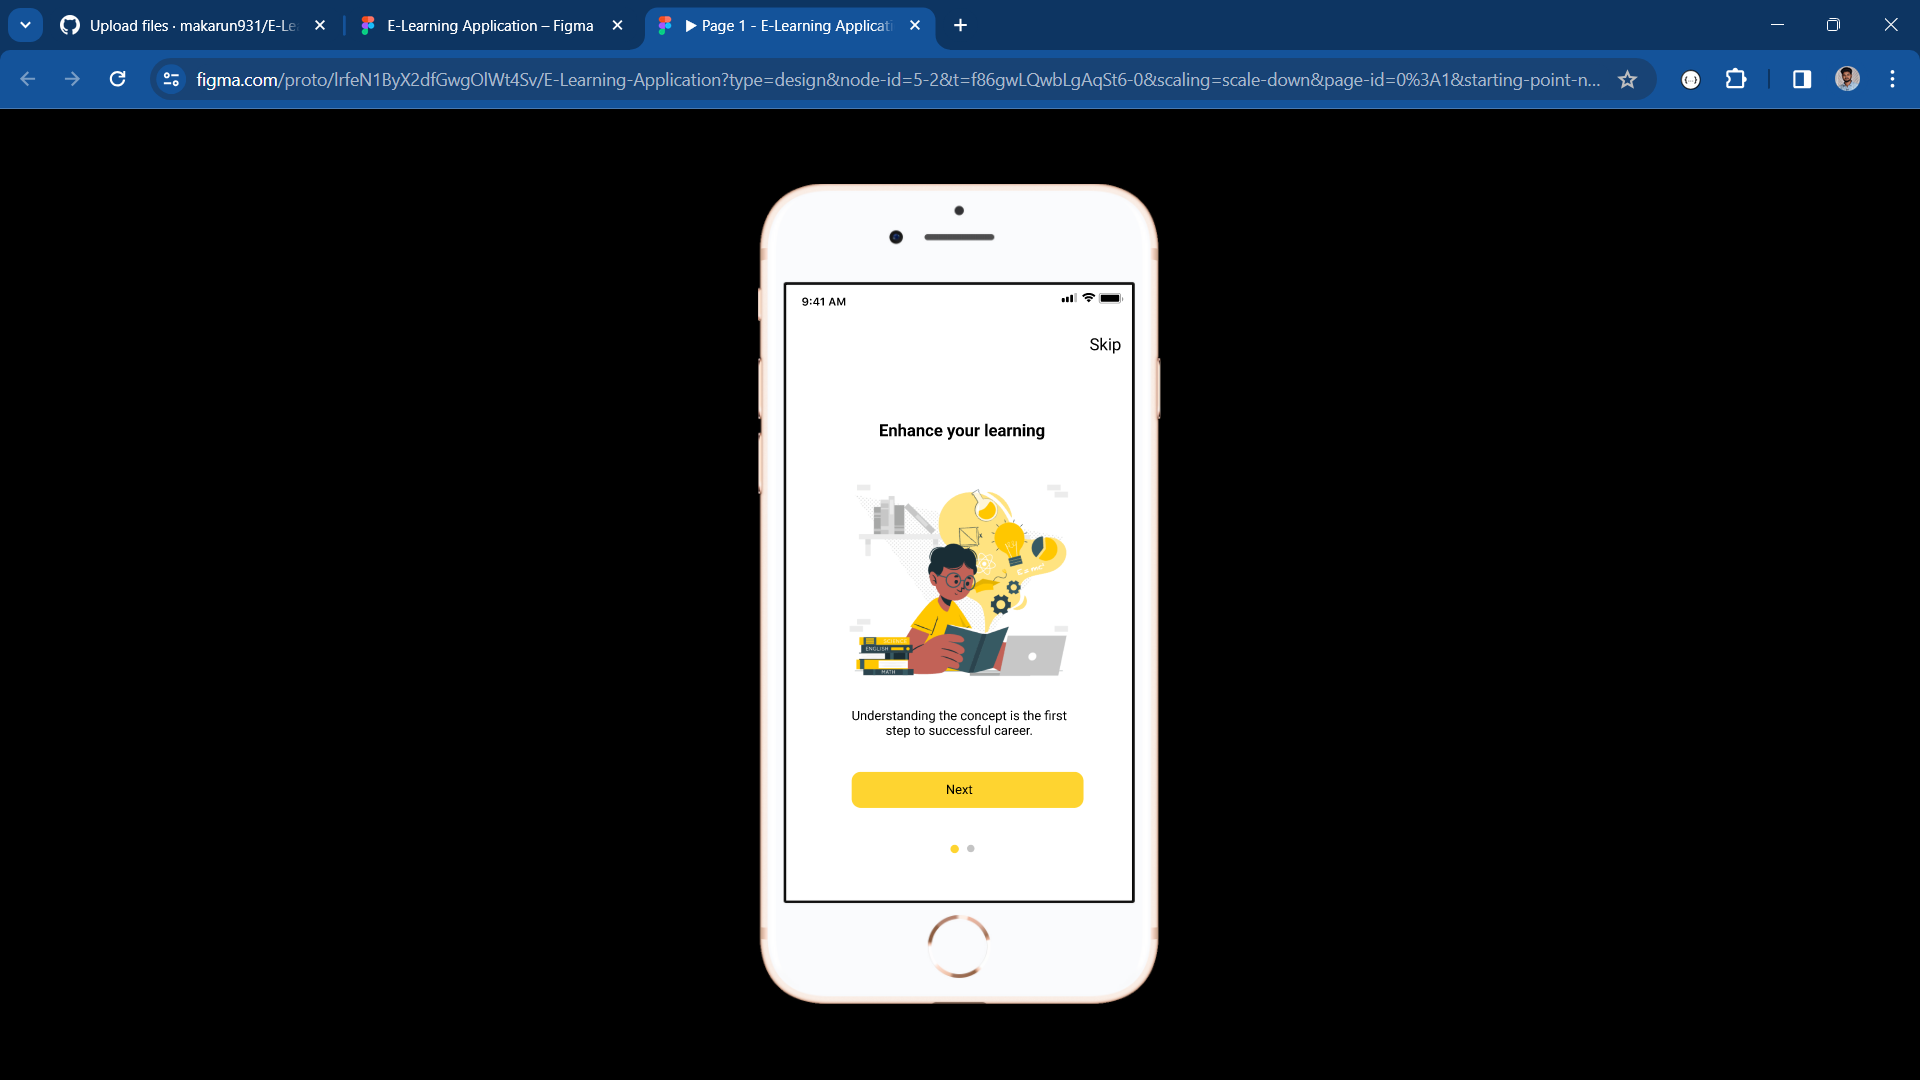 Upload files · makarun931/E-Le
E-Learning Application – Figma
Page 1 - E-Learning Applicati
figma.com/proto/lrfeN1ByX2dfGwgOlWt4Sv/E-Learning-Application?type=design&node-id=5-2&t=f86gwLQwbLgAqSt6-0&scaling=scale-down&page-id=0%3A1&starting-point-n...
9:41 AM
Skip
Enhance your learning
SCIENCE
ENGLISH
MATH
Understanding the concept is the first
step to successful career.
Next